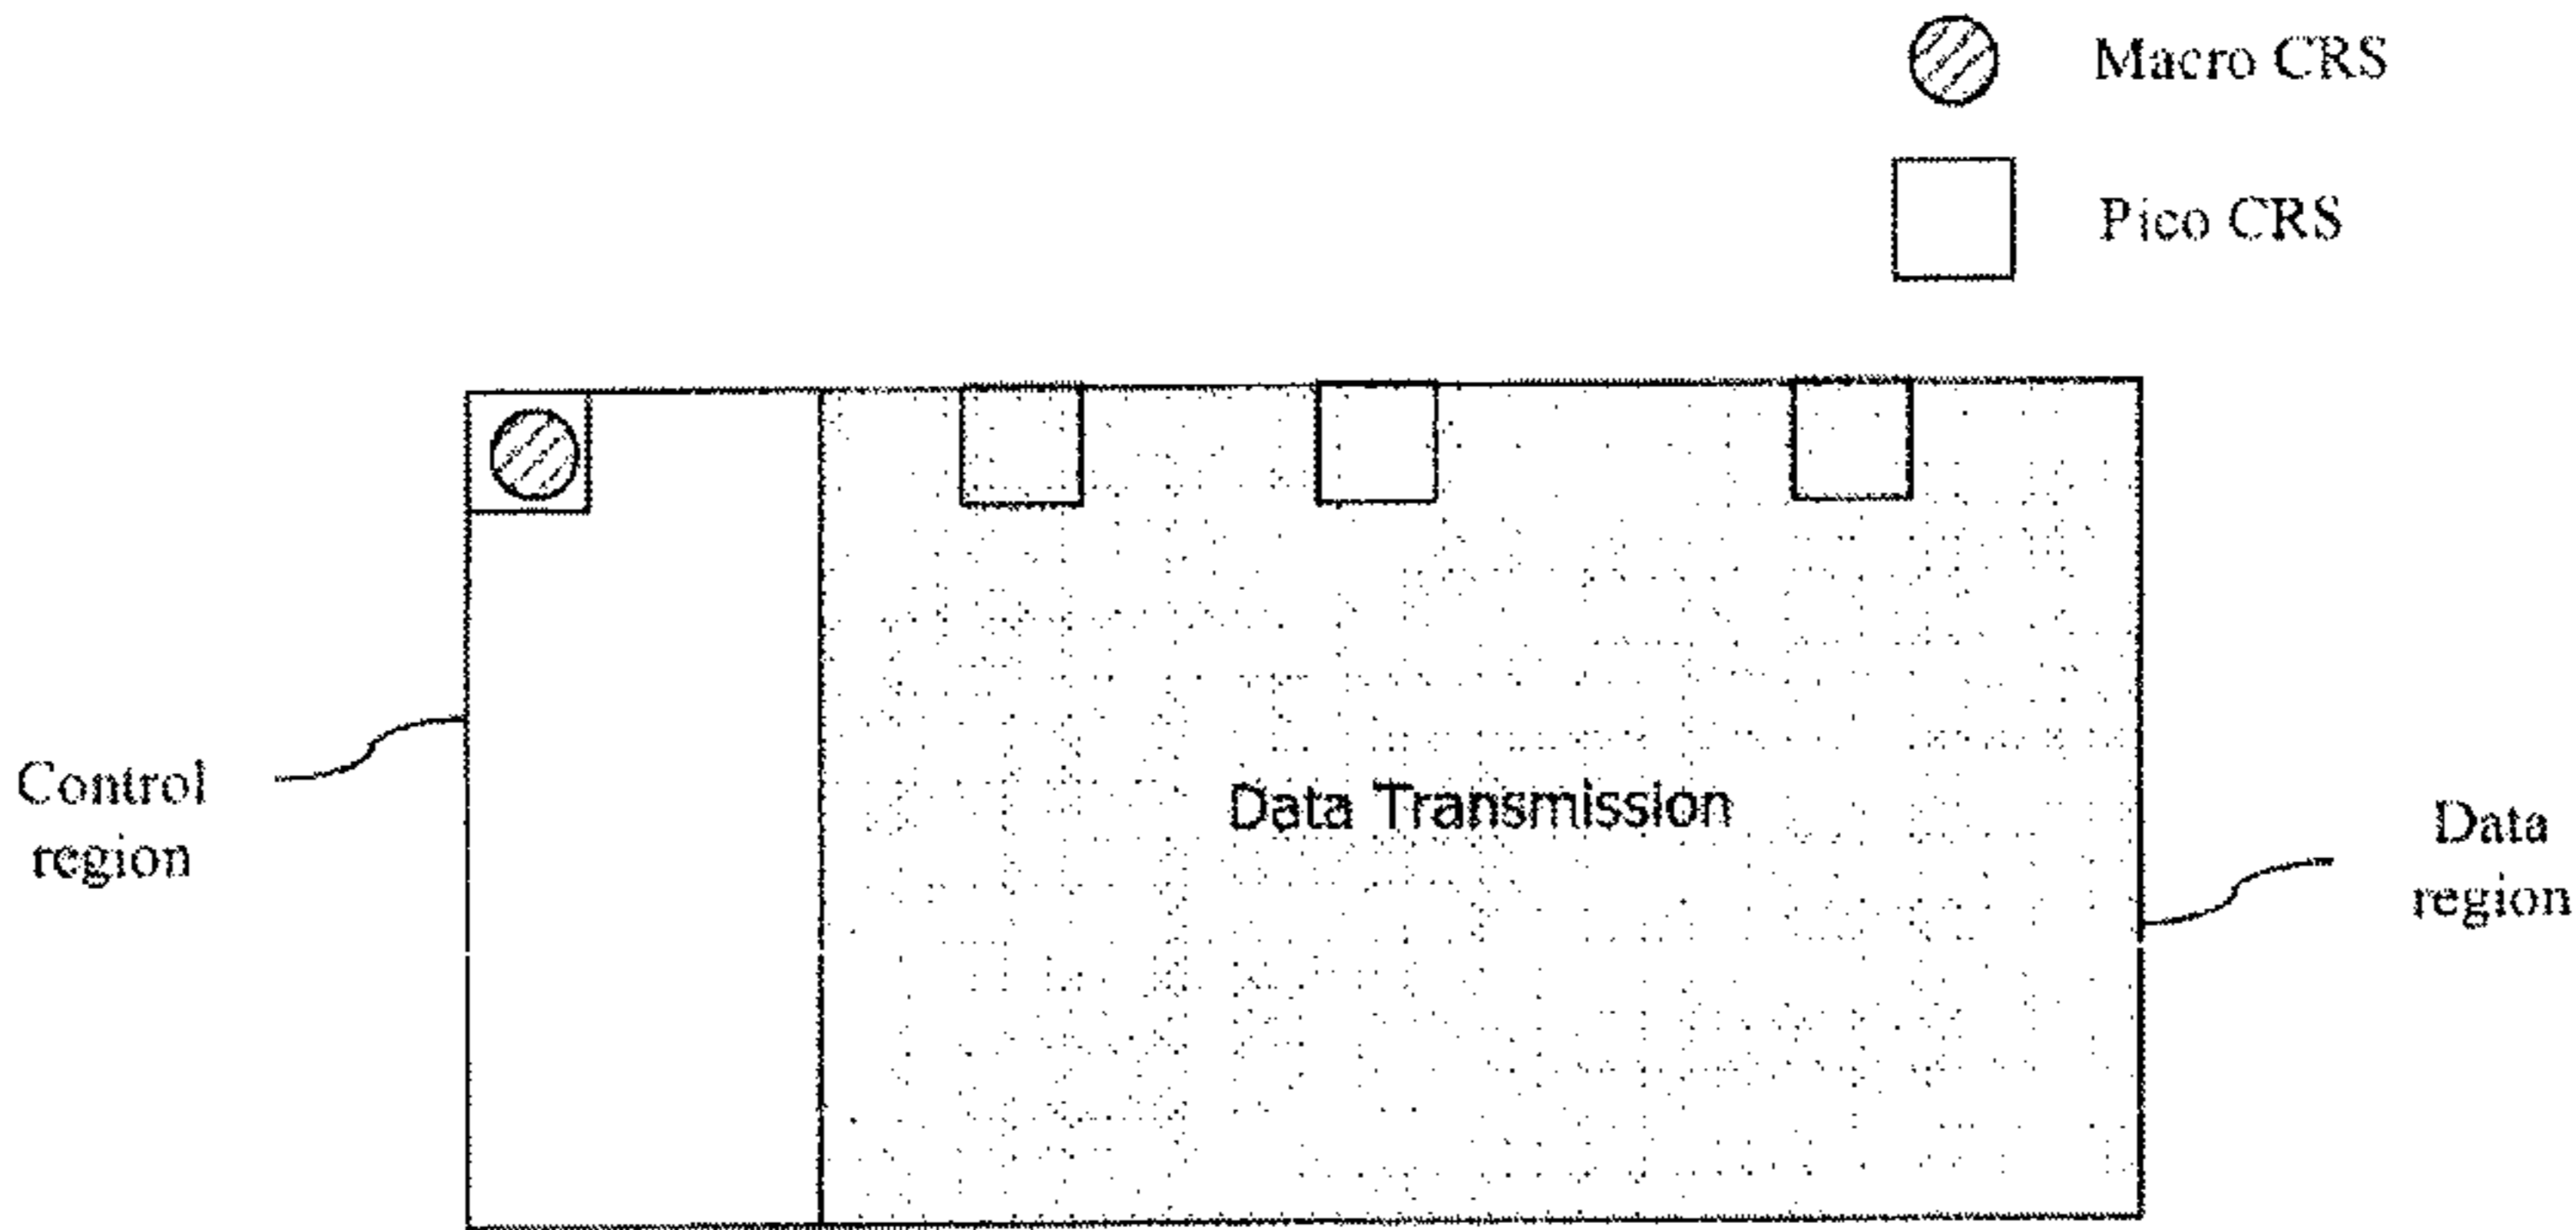 Macro CRS
Pico CRS
Control
region
Data Transmission
Data
region